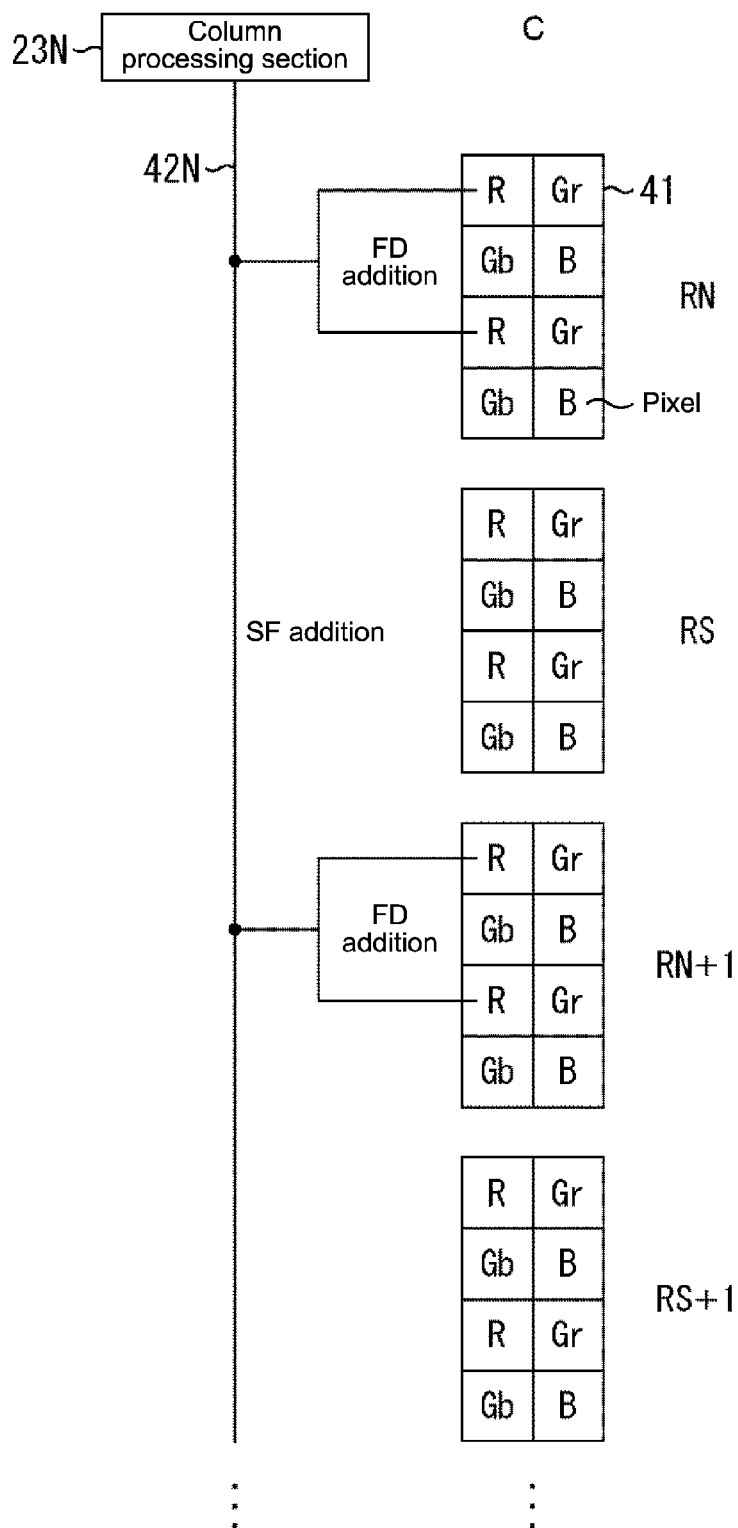 Column
processing section
23N
C
42N
R Gr
41
FD
addition
Gb B
RN
R Gr
Gb B
Pixel
R Gr
Gb B
SF addition
RS
R Gr
Gb B
R Gr
FD
addition
Gb B
RN+1
R Gr
Gb B
R Gr
Gb B
RS+1
R Gr
Gb B